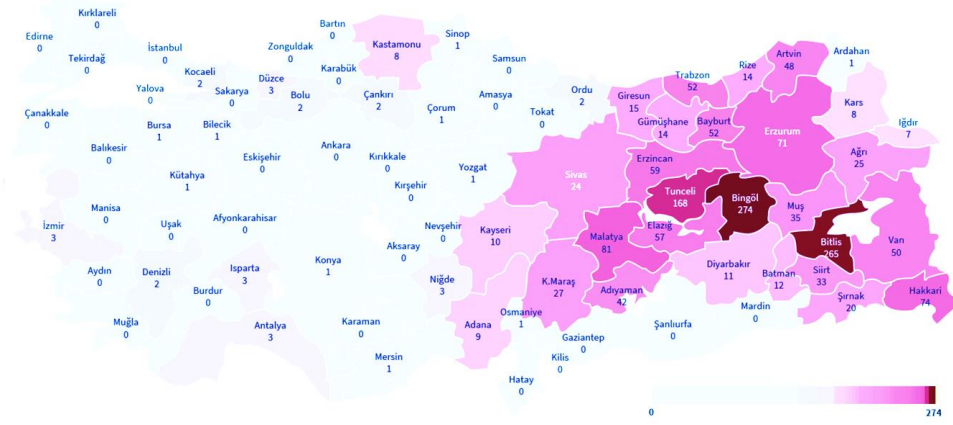 Kırklareli
0
Edirne
0
Tekirdağ
0
İstanbul
0
Kocaeli
2
Yalova
0
Sakarya
0
Düzce
3
Zonguldak
0
Bartın
0
Karabük
0
Bolu
2
Kastamonu
8
Çankırı
2
Sinop
1
Samsun
0
Çorum
1
Amasya
0
Tokat
0
Ordu
2
Giresun
15
Trabzon
52
Gümüşhane
14
Bayburt
52
Rize
14
Artvin
48
Ardahan
1
Kars
8
Iğdır
7
Erzurum
71
Ağrı
25
Çanakkale
0
Bursa
1
Bilecik
1
Balıkesir
0
Eskişehir
0
Ankara
0
Kırıkkale
0
Kırşehir
0
Yozgat
1
Sivas
24
Erzincan
59
Tunceli
168
Bingöl
274
Muş
35
Bitlis
265
Van
50
Kütahya
1
Manisa
0
Uşak
0
Afyonkarahisar
0
İzmir
3
Aydın
0
Denizli
2
Burdur
0
Isparta
3
Konya
1
Aksaray
0
Nevşehir
0
Niğde
3
Kayseri
10
Malatya
81
Elazığ
57
Diyarbakır
11
Batman
12
Siirt
33
Şırnak
20
Hakkari
74
Muğla
0
Antalya
3
Karaman
0
Mersin
1
Adana
9
Osmaniye
1
K.Maraş
27
Adıyaman
42
Gaziantep
0
Kilis
0
Hatay
0
Şanlıurfa
0
Mardin
0
0
274